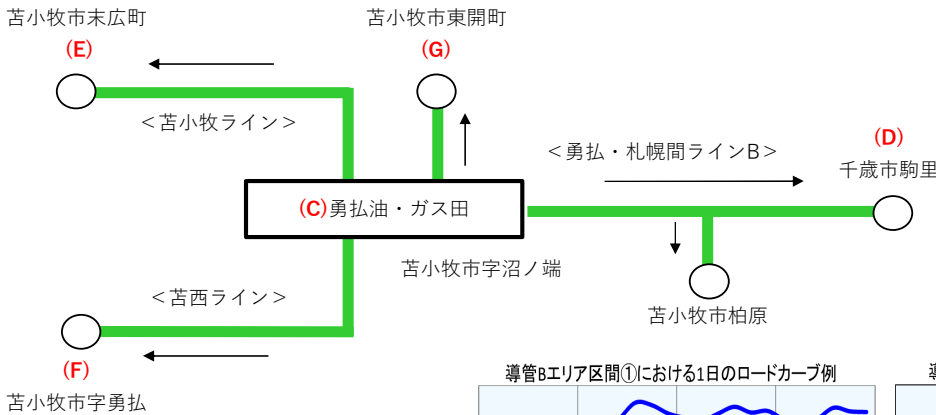 苫小牧市末広町
(E)
苫小牧市東開町
(G)
<苫小牧ライン>
<勇払・札幌間ラインB>
(D)
千歳市駒里
(C)勇払油・ガス田
苫小牧市字沼ノ端
<苫西ライン>
苫小牧市柏原
(F)
苫小牧市字勇払
導管Bエリア区間①における1日のロードカーブ例